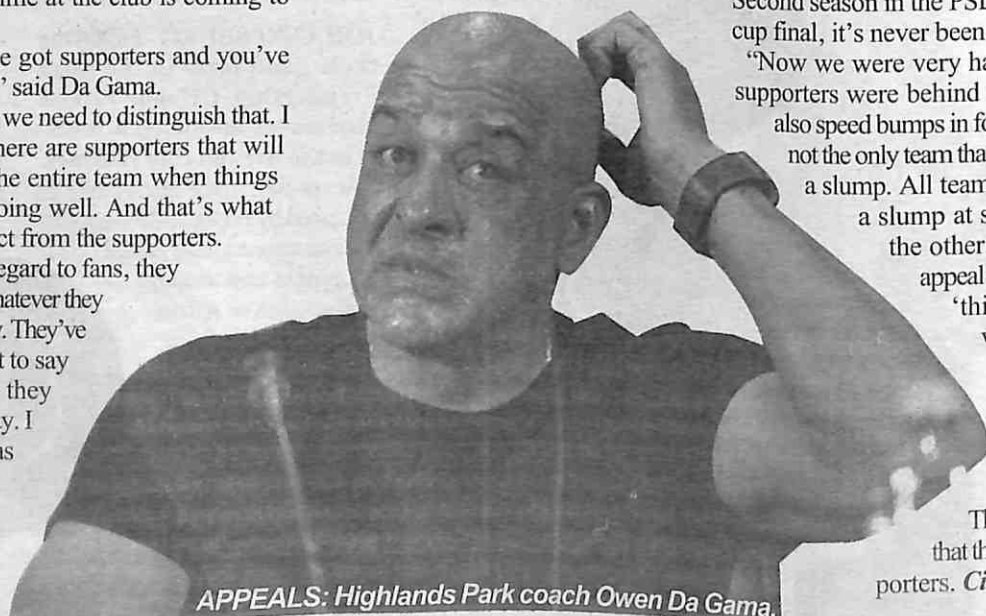 e got supporters and you've
" said Da Gama.
we need to distinguish that. I
here are supporters that will
he entire team when things
oing well. And that's what
ct from the supporters.
egard to fans, they
hatever they
. They've
t to say
they
y. I
as
Second season in the PSL
cup final, it's never been
"Now we were very ha
supporters were behind
also speed bumps in fo
not the only team tha
a slump. All team
a slump at s
the other
appeal
'thi
Th
that th
porters. Ci
APPEALS: Highlands Park coach Owen Da Gama.